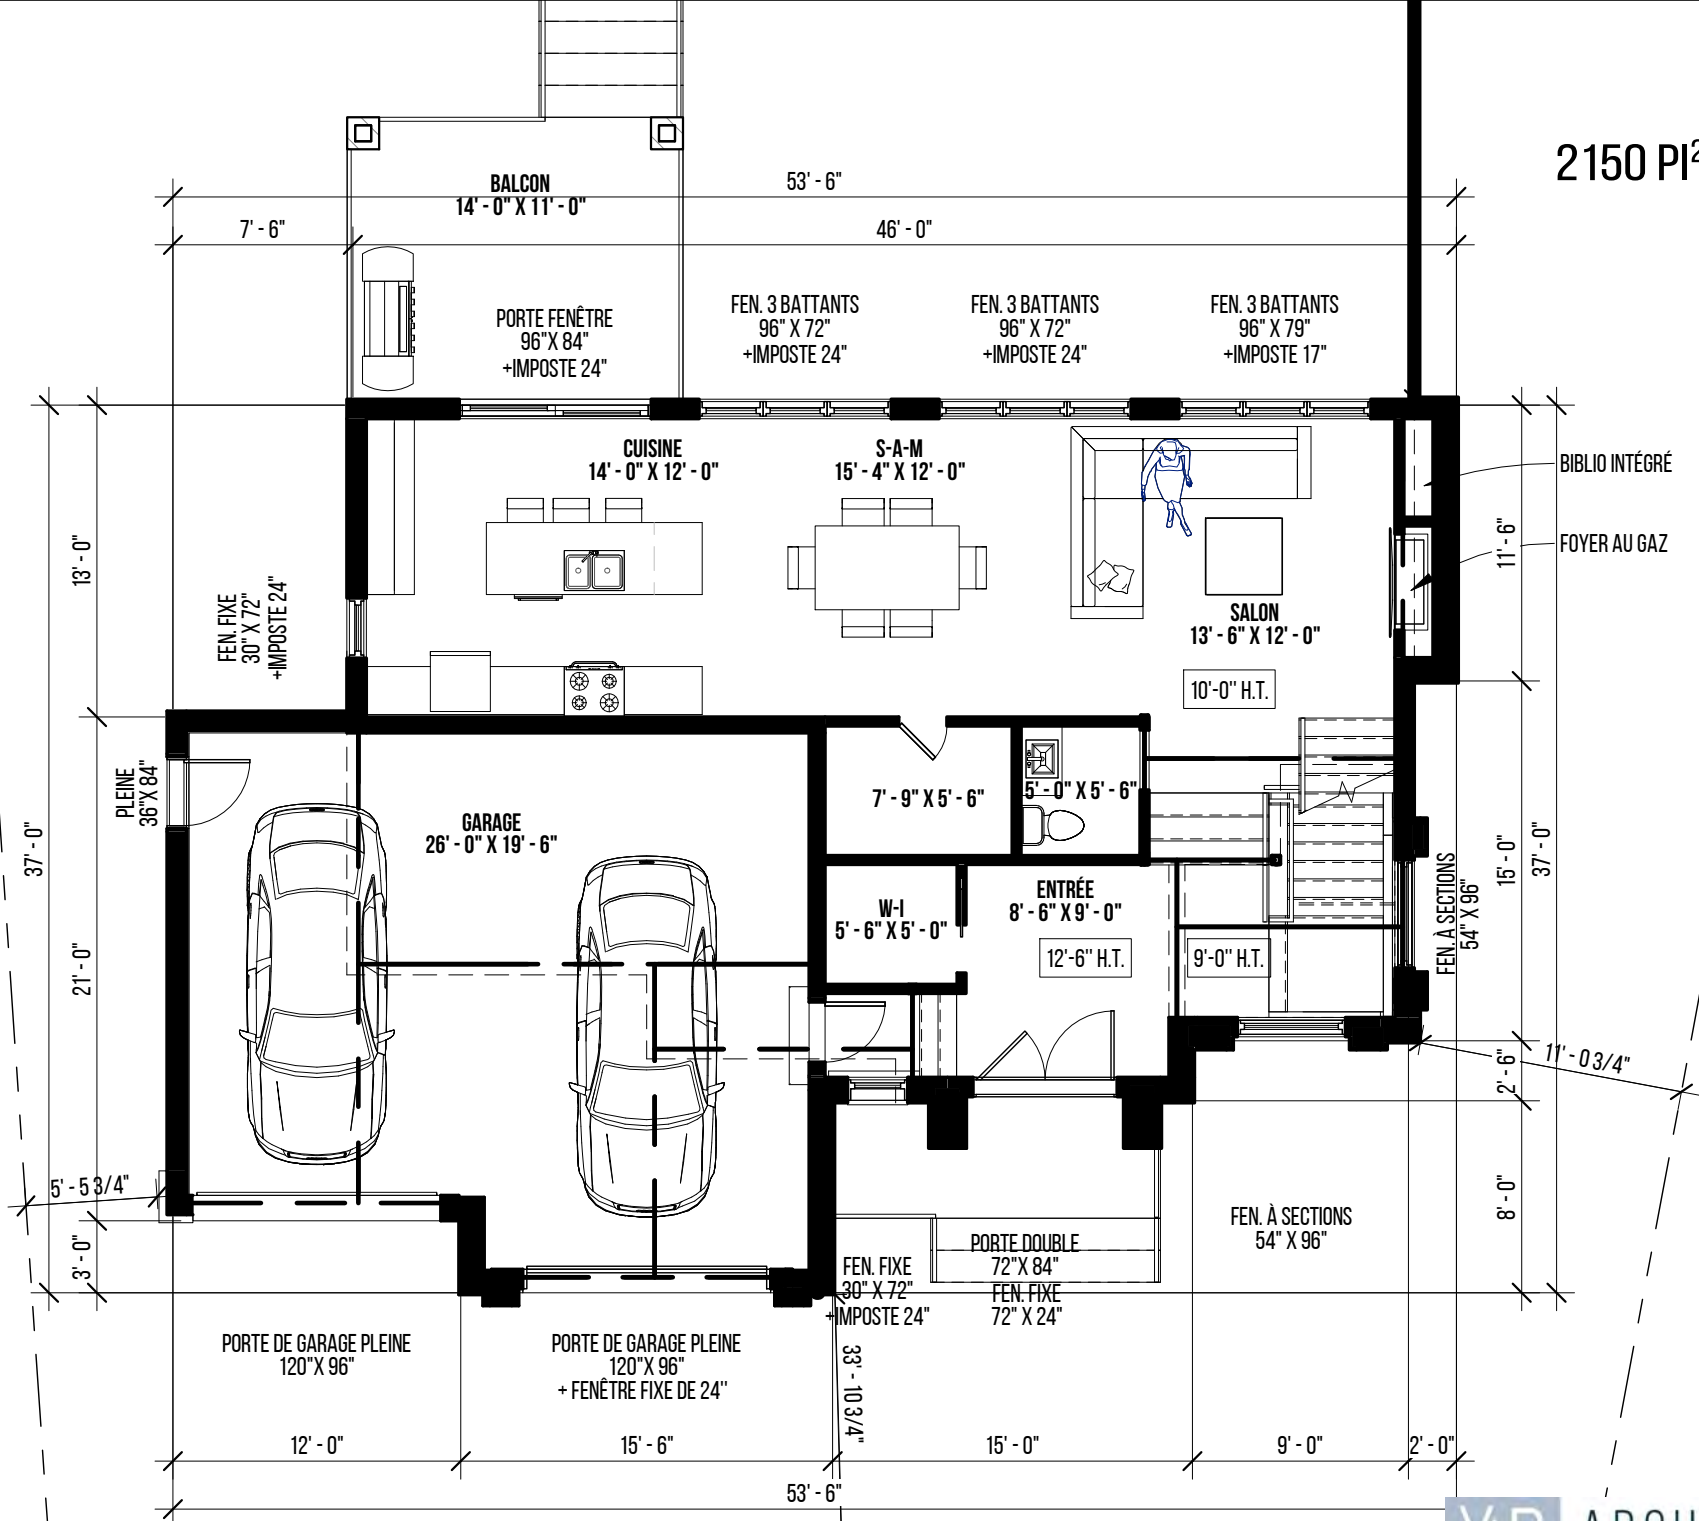 2150 PI²
BALCON
14' - 0" X 11' - 0"
53' - 6"
7' - 6"
46' - 0"
PORTE FENÊTRE
96"X 84"
+IMPOSTE 24"
FEN. 3 BATTANTS
96" X 72"
+IMPOSTE 24"
FEN. 3 BATTANTS
96" X 72"
+IMPOSTE 24"
FEN. 3 BATTANTS
96" X 79"
+IMPOSTE 17"
CUISINE
14' - 0" X 12' - 0"
S-A-M
15' - 4" X 12' - 0"
BIBLIO INTÉGRÉ
FOYER AU GAZ
11' - 6"
13' - 0"
FEN. FIXE
30" X 72"
+IMPOSTE 24"
SALON
13' - 6" X 12' - 0"
10'-0" H.T.
PLEINE
36"X 84"
37' - 0"
GARAGE
26' - 0" X 19' - 6"
7' - 9" X 5' - 6"
5' - 0" X 5' - 6"
W-I
5' - 6" X 5' - 0"
ENTRÉE
8' - 6" X 9' - 0"
12'-6" H.T.
9'-0" H.T.
FEN. À SECTIONS
54" X 96"
15' - 0"
37' - 0"
21' - 0"
2' - 6"
11' - 0 3/4"
5' - 5 3/4"
3' - 0"
8' - 0"
FEN. À SECTIONS
54" X 96"
PORTE DOUBLE
72"X 84"
FEN. FIXE
72" X 24"
FEN. FIXE
30" X 72"
+IMPOSTE 24"
PORTE DE GARAGE PLEINE
120"X 96"
PORTE DE GARAGE PLEINE
120"X 96"
+ FENÊTRE FIXE DE 24"
33' - 10 3/4"
12' - 0"
15' - 6"
15' - 0"
9' - 0"
2' - 0"
53' - 6"